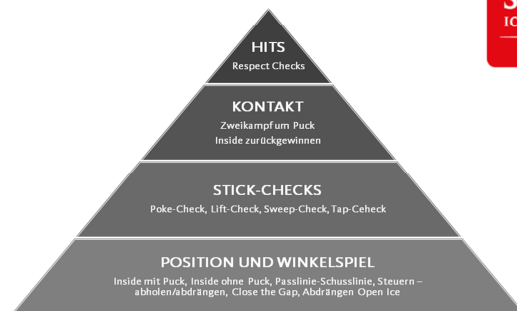 HITS
Respect Checks
KONTAKT
Zweikampf um Puck
Inside zurückgewinnen
STICK-CHECKS
Poke-Check, Lift-Check, Sweep-Check, Tap-Ceheck
POSITION UND WINKELSPIEL
Inside mit Puck, Inside ohne Puck, Passlinie-Schusslinie, Steuern –
abholen/abdrängen, Close the Gap, Abdrängen Open Ice